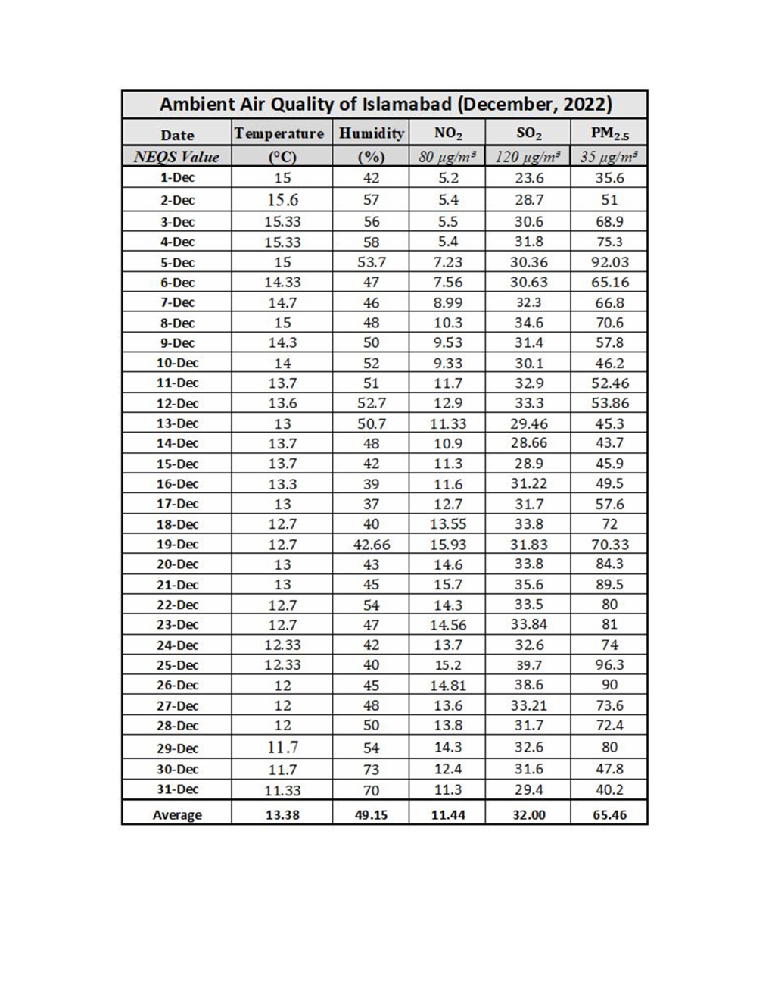 Ambient Air Quality of Islamabad (December, 2022)
Date Temperature Humidity NO₂ SO₂ PM₂.₅
NEQS Value (°C) (%) 80 µg/m³ 120 µg/m³ 35 µg/m³
1-Dec 15 42 5.2 23.6 35.6
2-Dec 15.6 57 5.4 28.7 51
3-Dec 15.33 56 5.5 30.6 68.9
4-Dec 15.33 58 5.4 31.8 75.3
5-Dec 15 53.7 7.23 30.36 92.03
6-Dec 14.33 47 7.56 30.63 65.16
7-Dec 14.7 46 8.99 32.3 66.8
8-Dec 15 48 10.3 34.6 70.6
9-Dec 14.3 50 9.53 31.4 57.8
10-Dec 14 52 9.33 30.1 46.2
11-Dec 13.7 51 11.7 32.9 52.46
12-Dec 13.6 52.7 12.9 33.3 53.86
13-Dec 13 50.7 11.33 29.46 45.3
14-Dec 13.7 48 10.9 28.66 43.7
15-Dec 13.7 42 11.3 28.9 45.9
16-Dec 13.3 39 11.6 31.22 49.5
17-Dec 13 37 12.7 31.7 57.6
18-Dec 12.7 40 13.55 33.8 72
19-Dec 12.7 42.66 15.93 31.83 70.33
20-Dec 13 43 14.6 33.8 84.3
21-Dec 13 45 15.7 35.6 89.5
22-Dec 12.7 54 14.3 33.5 80
23-Dec 12.7 47 14.56 33.84 81
24-Dec 12.33 42 13.7 32.6 74
25-Dec 12.33 40 15.2 39.7 96.3
26-Dec 12 45 14.81 38.6 90
27-Dec 12 48 13.6 33.21 73.6
28-Dec 12 50 13.8 31.7 72.4
29-Dec 11.7 54 14.3 32.6 80
30-Dec 11.7 73 12.4 31.6 47.8
31-Dec 11.33 70 11.3 29.4 40.2
Average 13.38 49.15 11.44 32.00 65.46